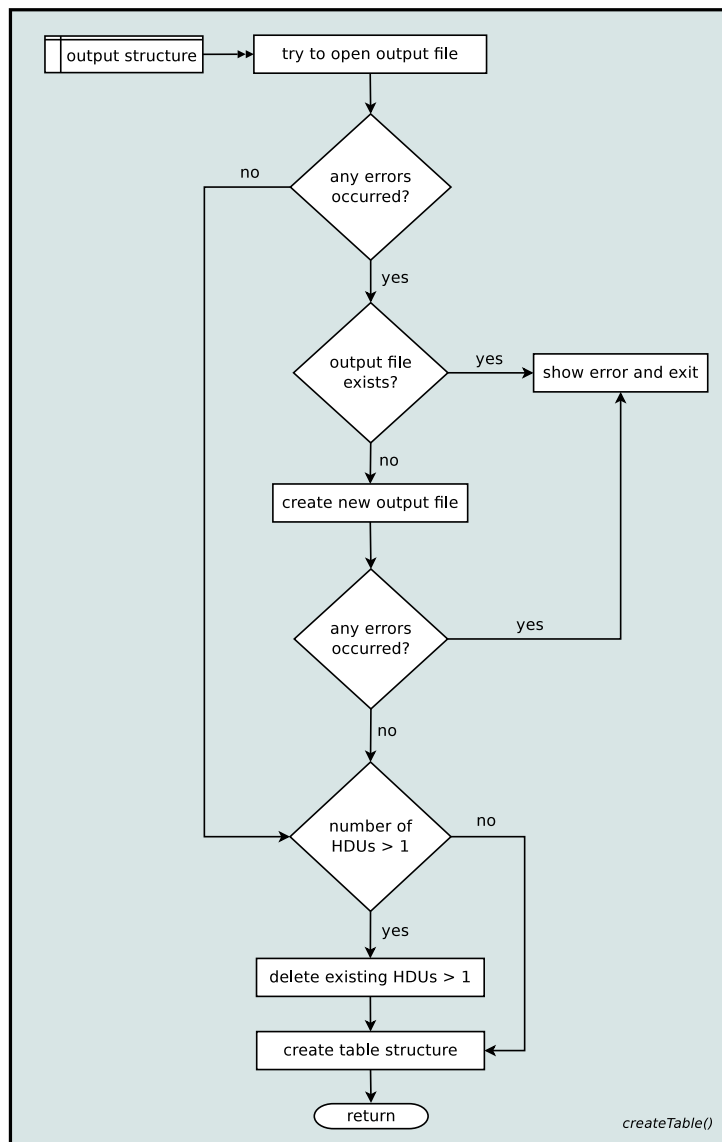 output structure
try to open output file
any errors
occurred?
no
yes
output file
exists?
yes
show error and exit
no
create new output file
any errors
occurred?
yes
no
number of
HDUs > 1
no
yes
delete existing HDUs > 1
create table structure
return
createTable()